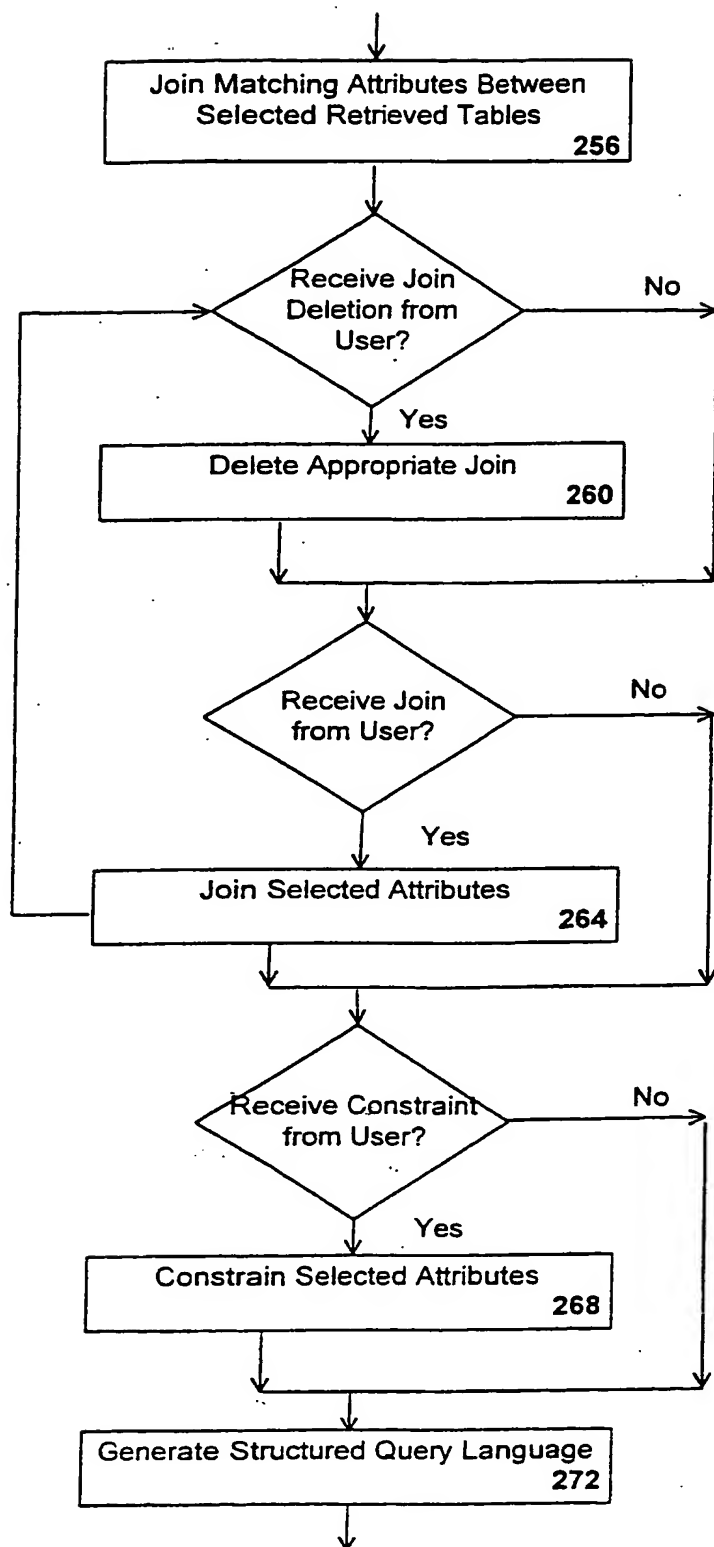 Join Matching Attributes Between
Selected Retrieved Tables
256
Receive Join
Deletion from
User?
No
Yes
Delete Appropriate Join
260
Receive Join
from User?
No
Yes
Join Selected Attributes
264
Receive Constraint
from User?
No
Yes
Constrain Selected Attributes
268
Generate Structured Query Language
272